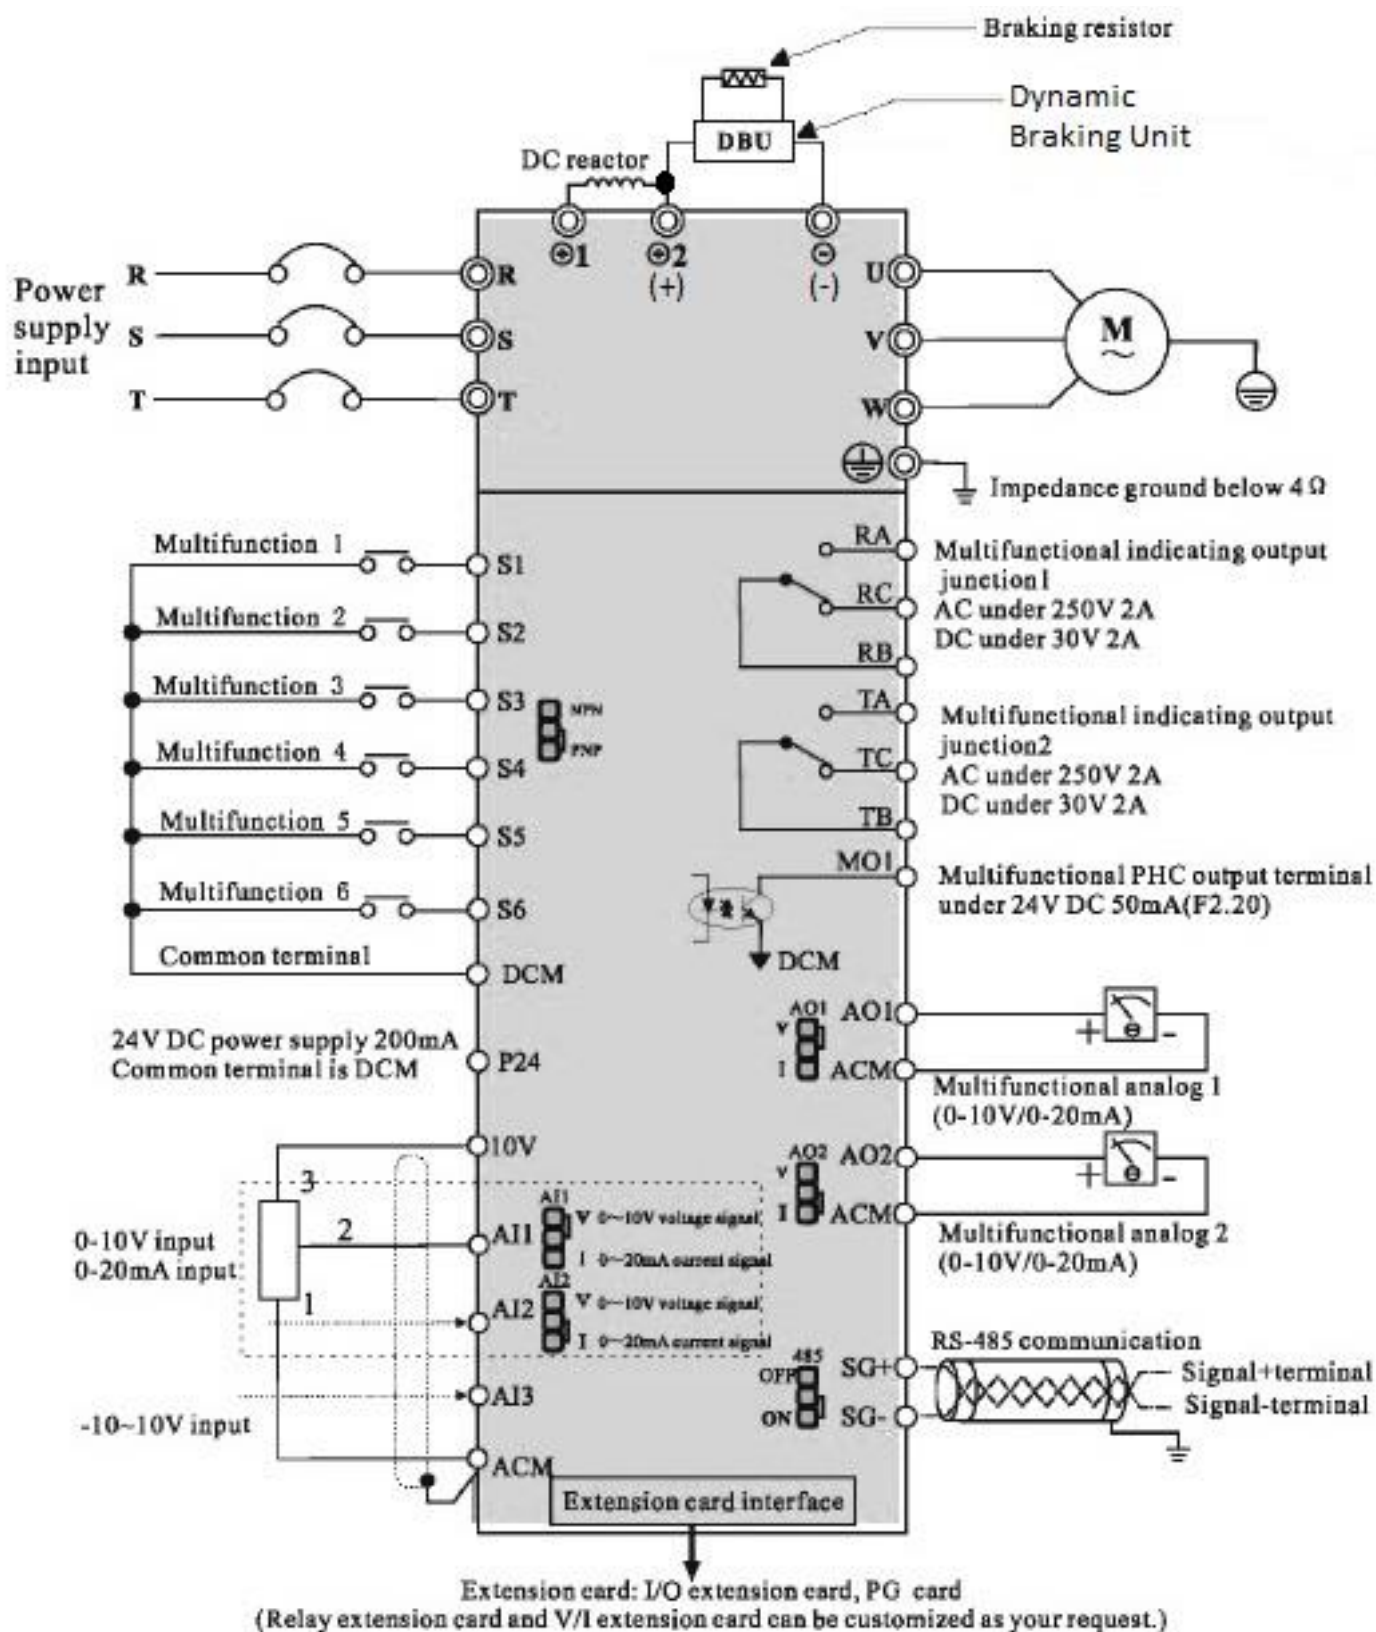 Braking resistor
Dynamic
Braking Unit
DBU
DC reactor
⊕1
⊕2
(+)
⊖
(-)
Power
supply
input
R
S
T
R
S
T
U
V
W
M
~
Impedance ground below 4Ω
Multifunction 1
S1
Multifunction 2
S2
Multifunction 3
S3
Multifunction 4
S4
Multifunction 5
S5
Multifunction 6
S6
Common terminal
DCM
NPN
PNP
RA
RC
RB
Multifunctional indicating output
junction1
AC under 250V 2A
DC under 30V 2A
TA
TC
TB
Multifunctional indicating output
junction2
AC under 250V 2A
DC under 30V 2A
MO1
Multifunctional PHC output terminal
under 24V DC 50mA(F2.20)
DCM
24V DC power supply 200mA
Common terminal is DCM
P24
AO1
V
I
AO1
ACM
+
-
Multifunctional analog 1
(0-10V/0-20mA)
AO2
V
I
AO2
ACM
+
-
Multifunctional analog 2
(0-10V/0-20mA)
10V
3
2
1
0-10V input
0-20mA input
AI1
AI1
V 0~10V voltage signal
I 0~20mA current signal
AI2
AI2
V 0~10V voltage signal
I 0~20mA current signal
AI3
-10~10V input
ACM
485
OFF
ON
SG+
SG-
RS-485 communication
Signal+terminal
Signal-terminal
Extension card interface
Extension card: I/O extension card, PG card
(Relay extension card and V/I extension card can be customized as your request.)